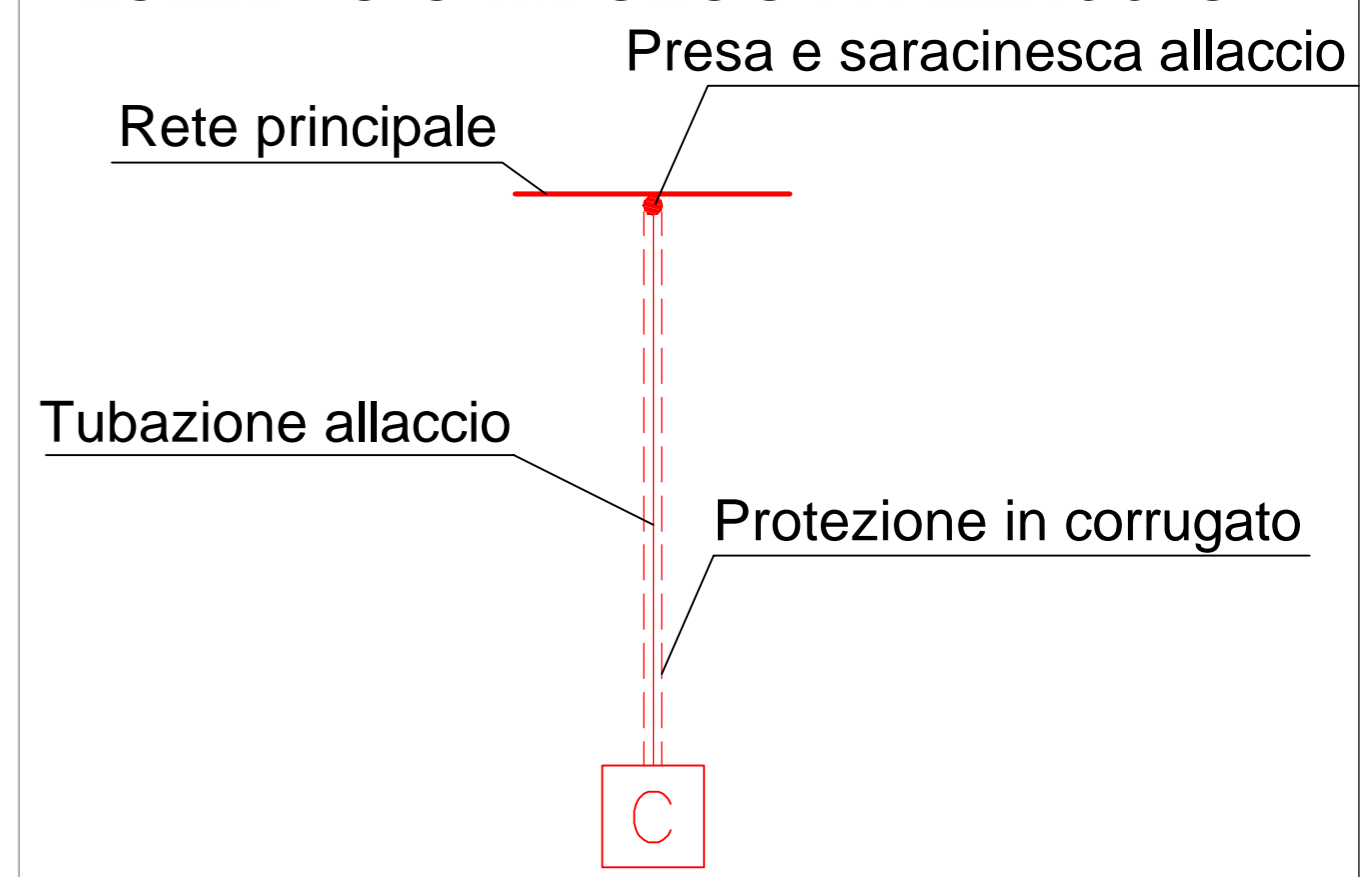 Presa e saracinesca allaccio
Rete principale
Tubazione allaccio
Protezione in corrugato
C